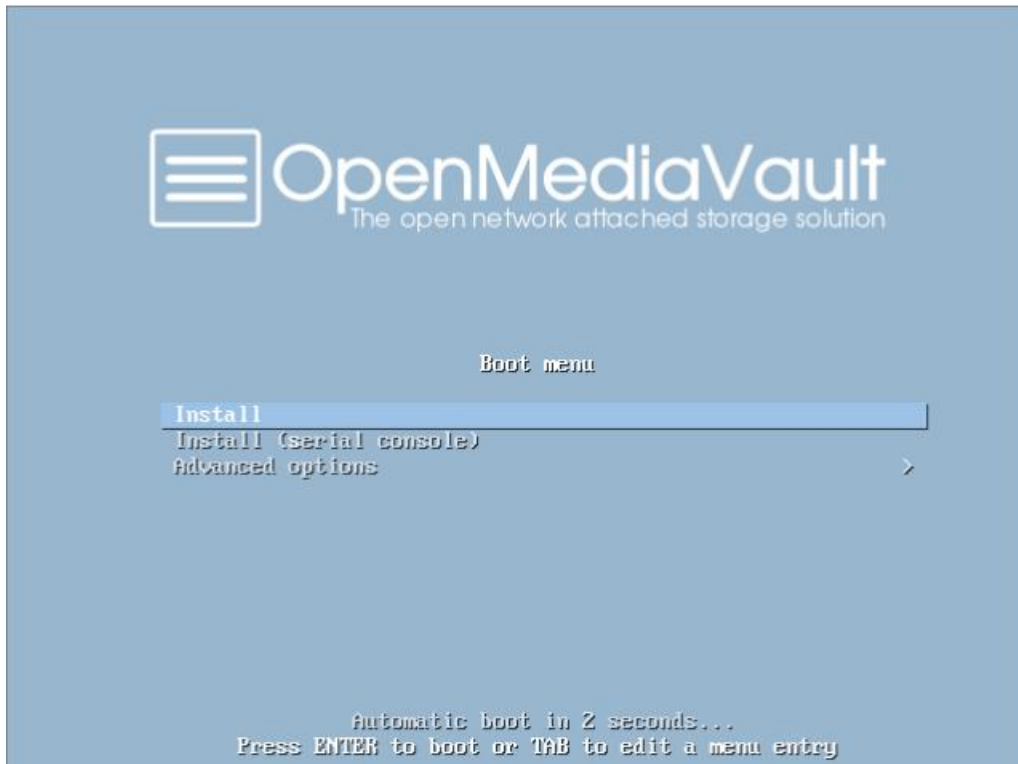 OpenMediaVault
The open network attached storage solution
Boot menu
Install
Install (serial console)
Advanced options >
Automatic boot in 2 seconds...
Press ENTER to boot or TAB to edit a menu entry